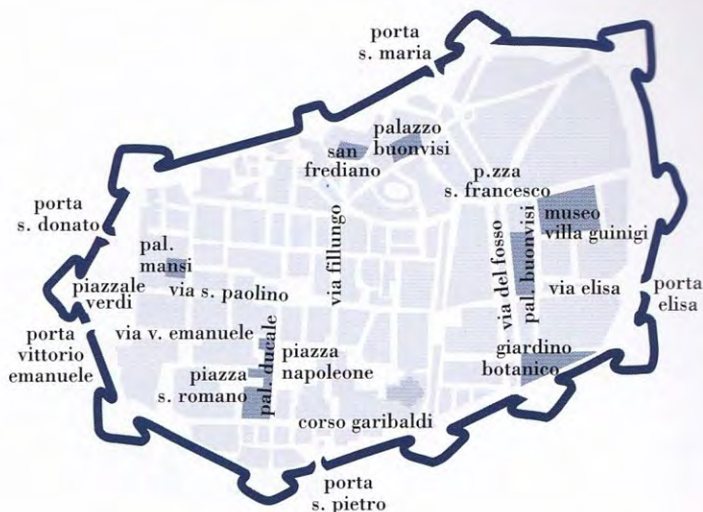 porta
s. maria
palazzo
buonvisi
san
frediano
p.zza
s. francesco
porta
s. donato
museo
villa guinigi
pal.
mansi
via fillungo
g. via del fosso
pal. buonvisi
piazzale
verdi
via s. paolino
via elisa
porta
elisa
porta
vittorio
emanuele
via v. emanuele
pal. ducale
piazza
napoleone
giardino
botanico
piazza
s. romano
corso garibaldi
porta
s. pietro